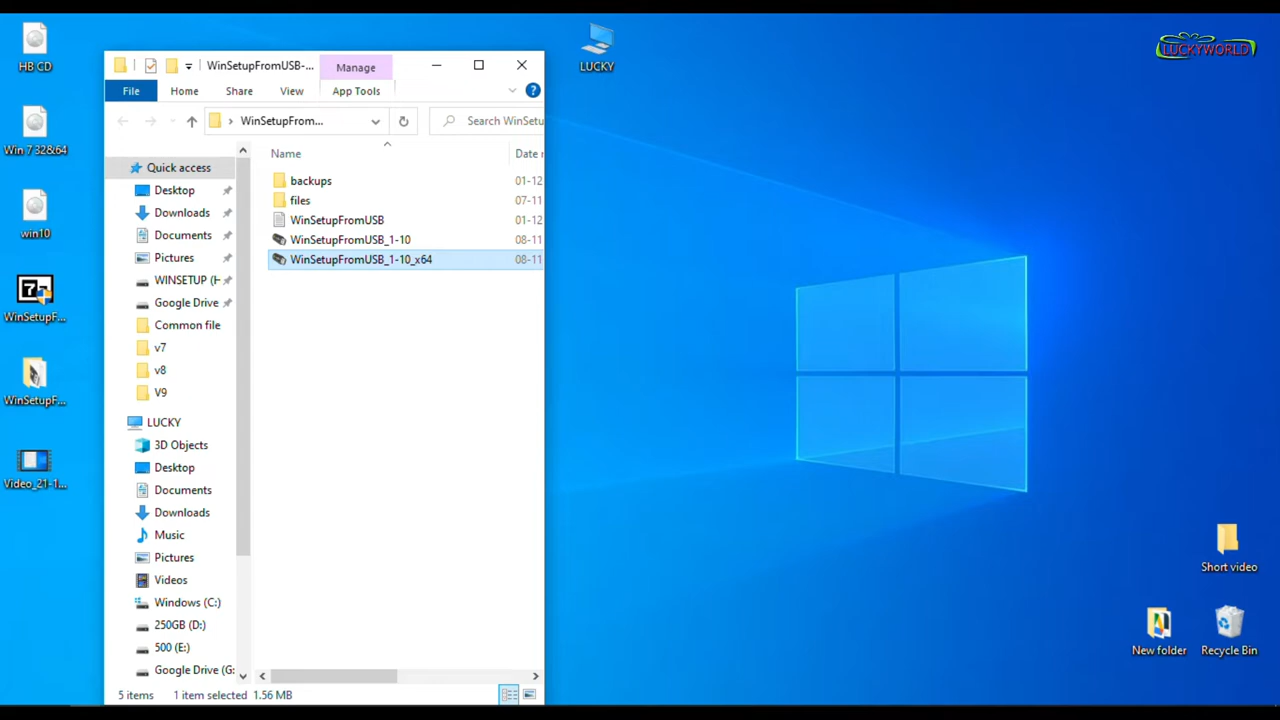 HB CD
Win 7 32&64
win10
WinSetupF...
WinSetupF...
Video_21-1...
WinSetupFromUSB-...
Manage
File
Home
Share
View
App Tools
WinSetupFrom...
Search WinSetu
Name
Date r
Quick access
Desktop
Downloads
Documents
Pictures
WINSETUP (H
Google Drive
Common file
v7
v8
V9
LUCKY
3D Objects
Desktop
Documents
Downloads
Music
Pictures
Videos
Windows (C:)
250GB (D:)
500 (E:)
Google Drive (G:
backups 01-12
files 07-11
WinSetupFromUSB 01-12
WinSetupFromUSB_1-10 08-11
WinSetupFromUSB_1-10_x64 08-11
5 items
1 item selected 1.56 MB
LUCKY
LUCKYWORLD
Short video
New folder
Recycle Bin